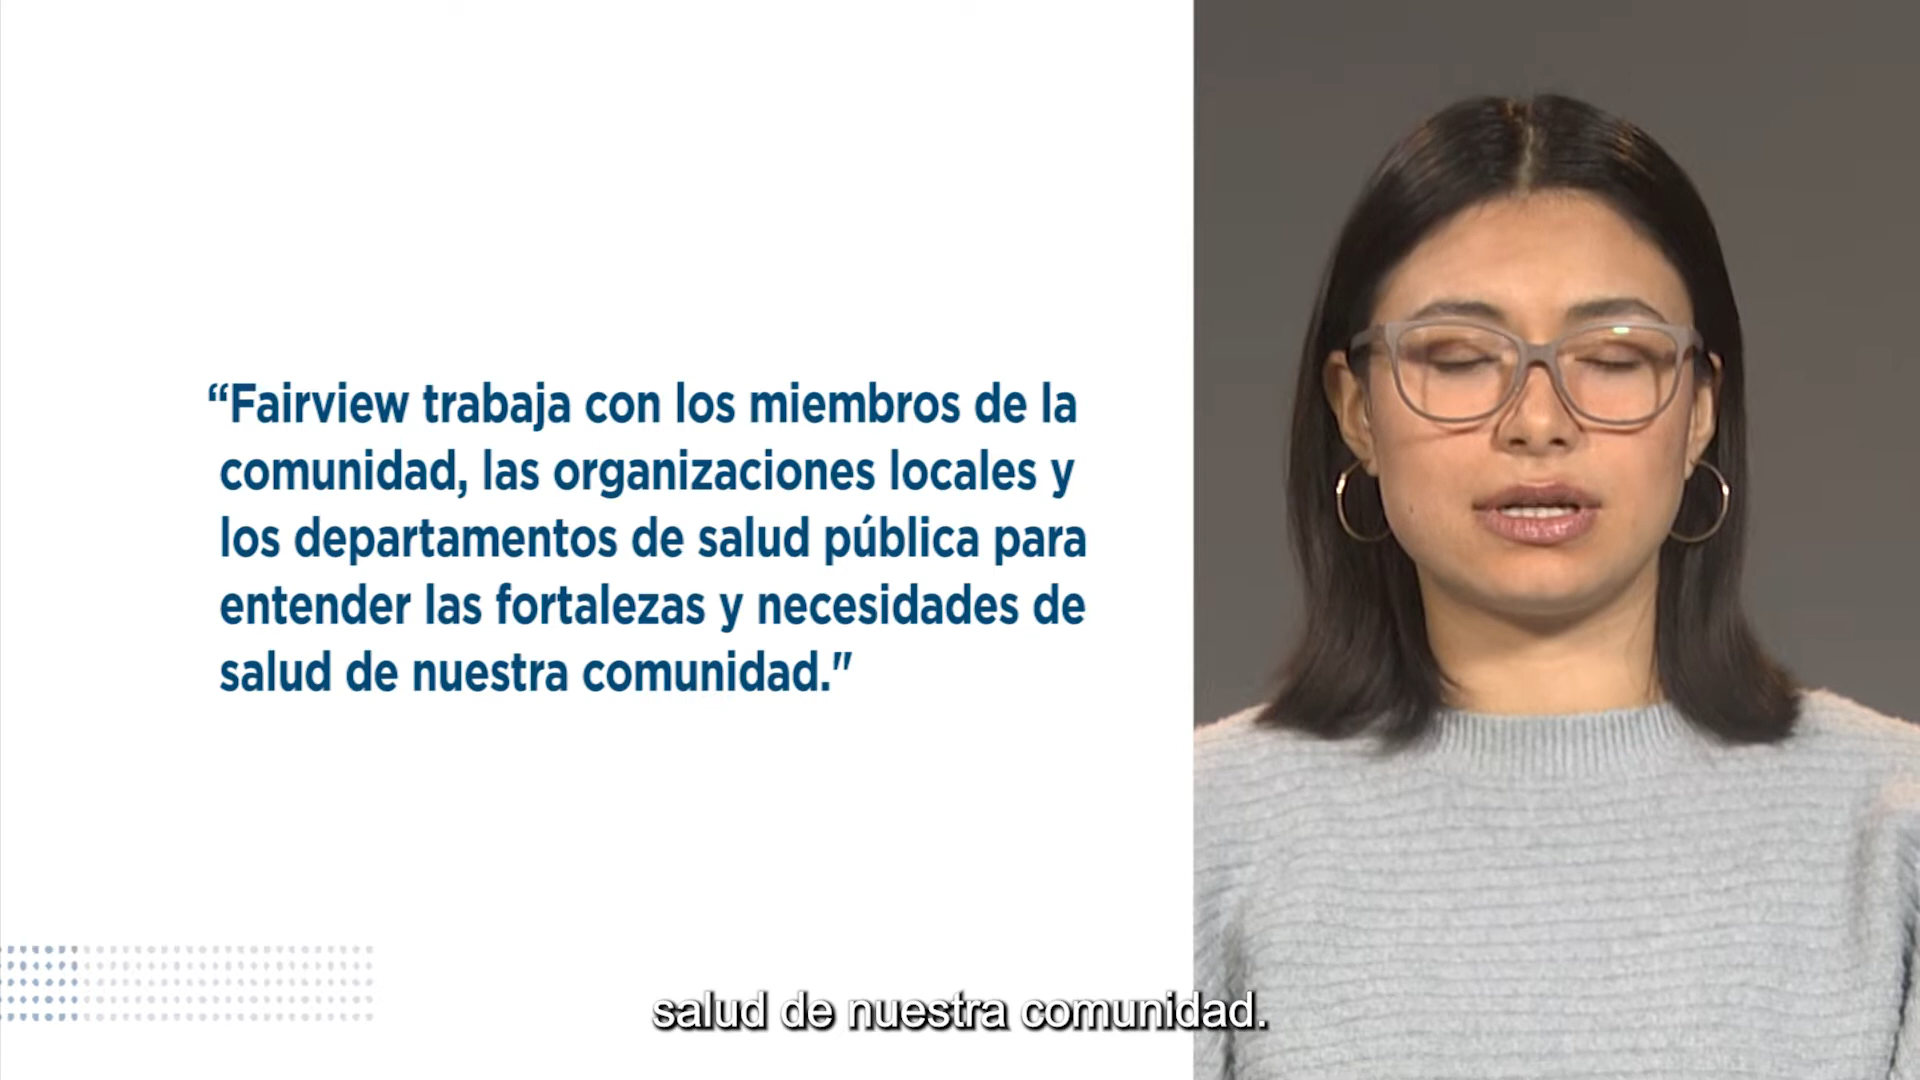 “Fairview trabaja con los miembros de la
comunidad, las organizaciones locales y
los departamentos de salud pública para
entender las fortalezas y necesidades de
salud de nuestra comunidad."
salud de nuestra comunidad.